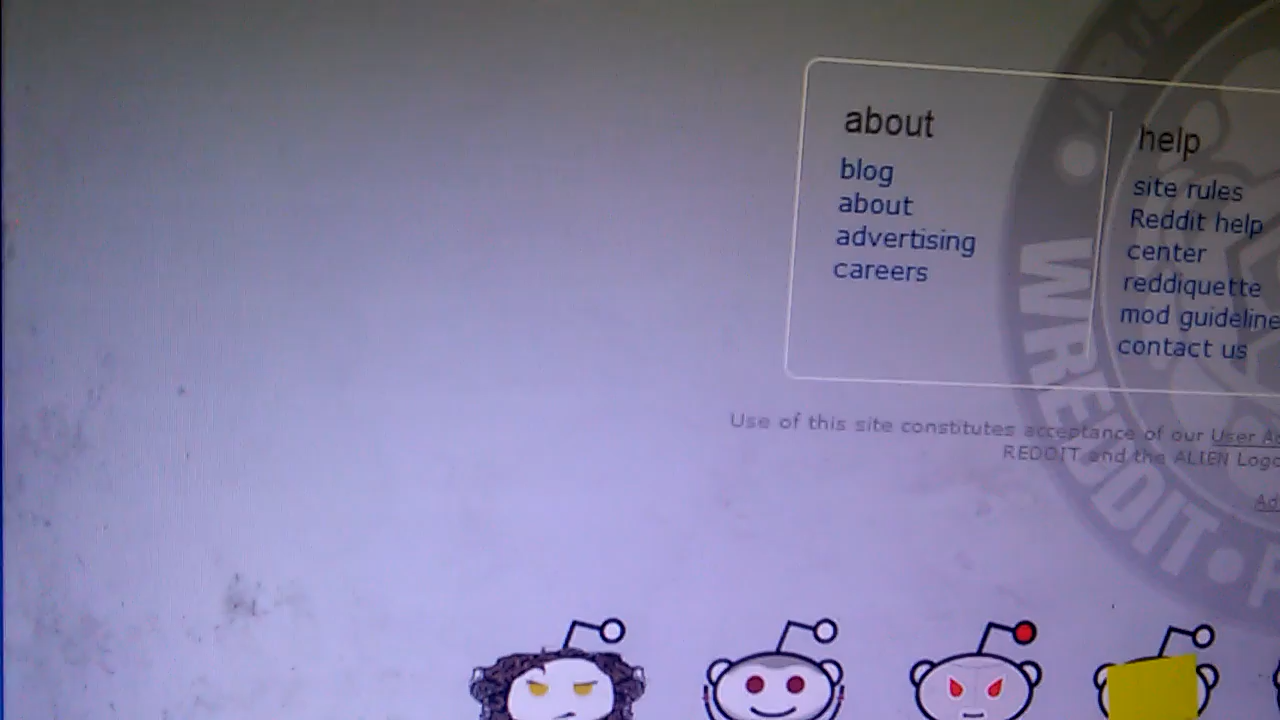 about
blog
about
advertising
careers
help
site rules
Reddit help
center
reddiquette
mod guideline
contact us
Use of this site constitutes acceptance of our User
REDDIT and the ALIEN Logo
WREDDIT